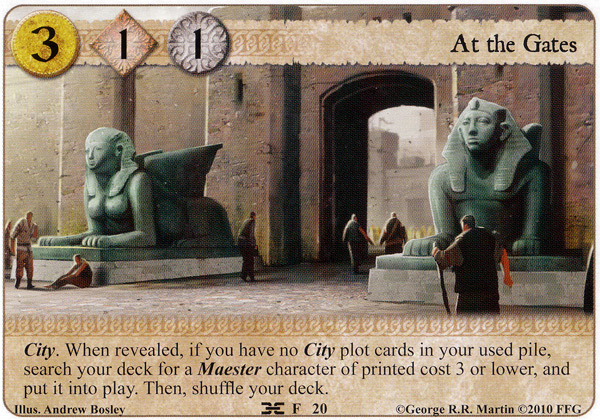 3 1 1 At the Gates
City. When revealed, if you have no City plot cards in your used pile,
search your deck for a Maester character of printed cost 3 or lower, and
put it into play. Then, shuffle your deck.
Illus. Andrew Bosley F 20 ©George R.R. Martin ©2010 FFG